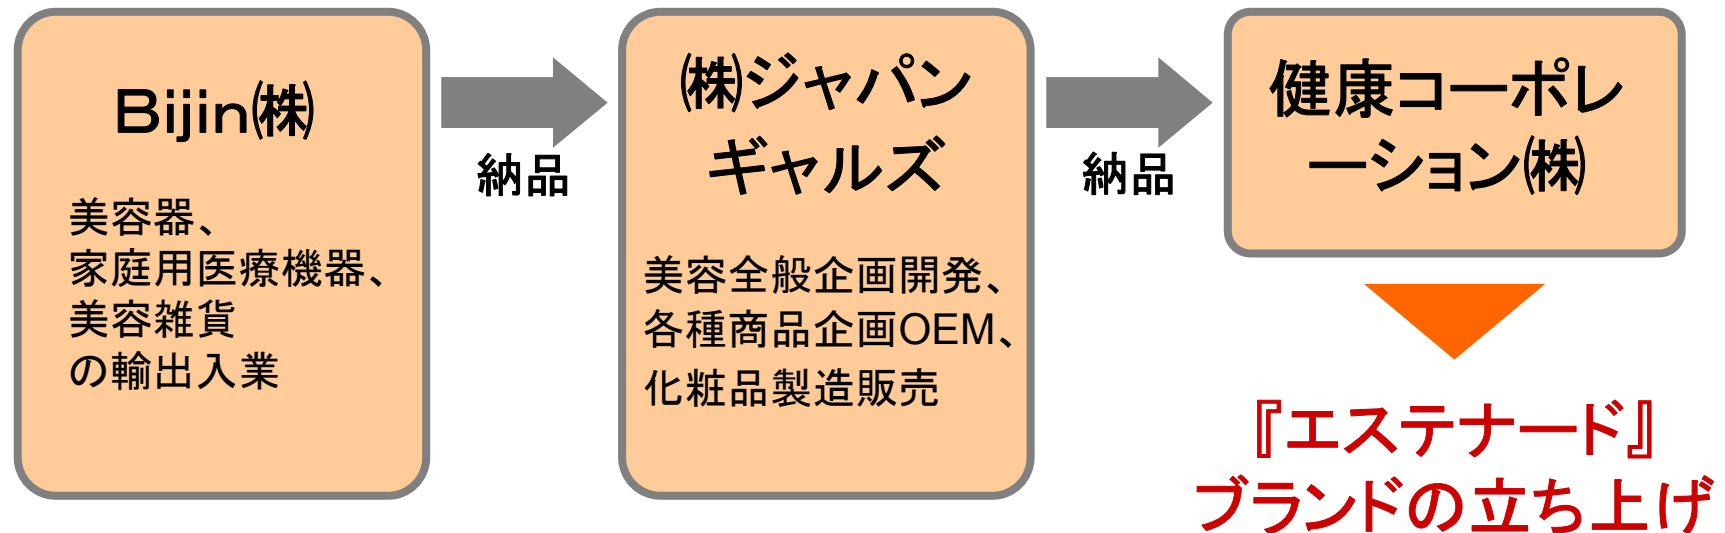 Bijin㈱
美容器、
家庭用医療機器、
美容雑貨
の輸出入業
納品
㈱ジャパン
ギャルズ
美容全般企画開発、
各種商品企画OEM、
化粧品製造販売
納品
健康コーポレ
ーション㈱
『エステナード』
ブランドの立ち上げ